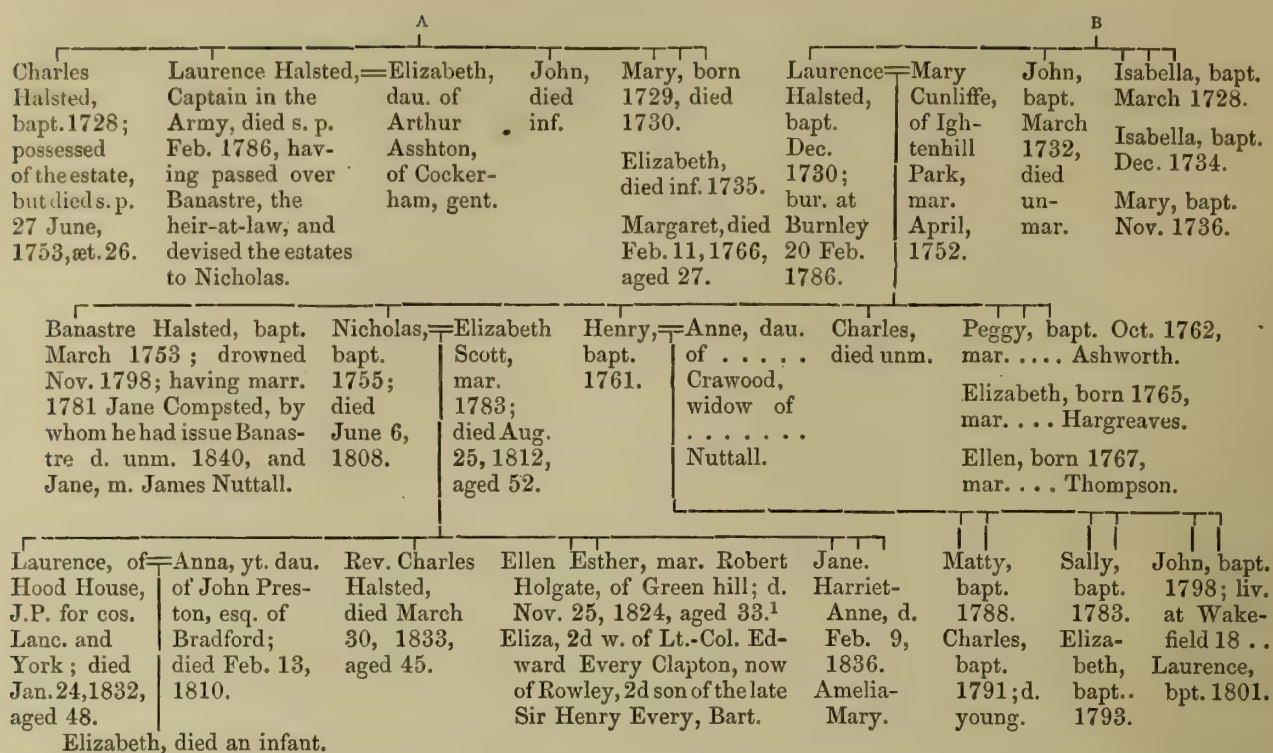 A
Charles
Halsted,
bapt. 1728;
possessed
of the estate,
but died s. p.
27 June,
1753, æt. 26.
Laurence Halsted,
Captain in the
Army, died s. p.
Feb. 1786, hav-
ing passed over
Banastre, the
heir-at-law, and
devised the estates
to Nicholas.
=Elizabeth,
dau. of
Arthur
Asshton,
of Cocker-
ham, gent.
John,
died
inf.
Mary, born
1729, died
1730.
Elizabeth,
died inf. 1735.
Margaret, died
Feb. 11, 1766,
aged 27.
B
Laurence
Halsted,
bapt.
Dec.
1730;
bur. at
Burnley
20 Feb.
1786.
=Mary
Cunliffe,
of Igh-
tenhill
Park,
mar.
April,
1752.
John,
bapt.
March
1732,
died
un-
mar.
Isabella, bapt.
March 1728.
Isabella, bapt.
Dec. 1734.
Mary, bapt.
Nov. 1736.
Banastre Halsted, bapt.
March 1753 ; drowned
Nov. 1798; having marr.
1781 Jane Compsted, by
whom he had issue Banas-
tre d. unm. 1840, and
Jane, m. James Nuttall.
Nicholas,
bapt.
1755;
died
June 6,
1808.
=Elizabeth
Scott,
mar.
1783;
died Aug.
25, 1812,
aged 52.
Henry,
bapt.
1761.
=Anne, dau.
of . . . . .
Crawood,
widow of
. . . . . . .
Nuttall.
Charles,
died unm.
Peggy, bapt. Oct. 1762,
mar. . . . . Ashworth.
Elizabeth, born 1765,
mar. . . . Hargreaves.
Ellen, born 1767,
mar. . . . Thompson.
Laurence, of
Hood House,
J.P. for cos.
Lanc. and
York ; died
Jan. 24, 1832,
aged 48.
=Anna, yt. dau.
of John Pres-
ton, esq. of
Bradford;
died Feb. 13,
1810.
Elizabeth, died an infant.
Rev. Charles
Halsted,
died March
30, 1833,
aged 45.
Ellen Esther, mar. Robert
Holgate, of Green hill; d.
Nov. 25, 1824, aged 33.¹
Eliza, 2d w. of Lt.-Col. Ed-
ward Every Clapton, now
of Rowley, 2d son of the late
Sir Henry Every, Bart.
Jane.
Harriet-
Anne, d.
Feb. 9,
1836.
Amelia-
Mary.
Matty,
bapt.
1788.
Charles,
bapt.
1791; d.
young.
Sally,
bapt.
1783.
Eliza-
beth,
bapt..
1793.
John, bapt.
1798; liv.
at Wake-
field 18 . .
Laurence,
bpt. 1801.